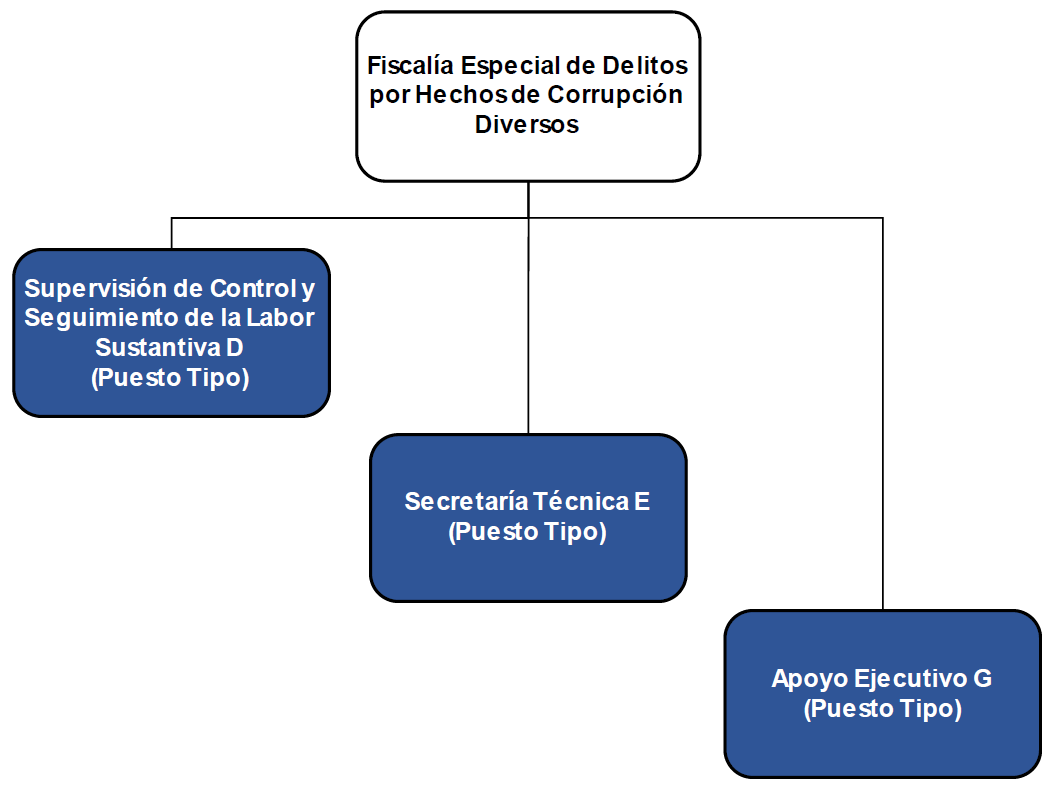 Fiscalía Especial de Delitos
por Hechos de Corrupción
Diversos
Supervisión de Control y
Seguimiento de la Labor
Sustantiva D
(Puesto Tipo)
Secretaría Técnica E
(Puesto Tipo)
Apoyo Ejecutivo G
(Puesto Tipo)